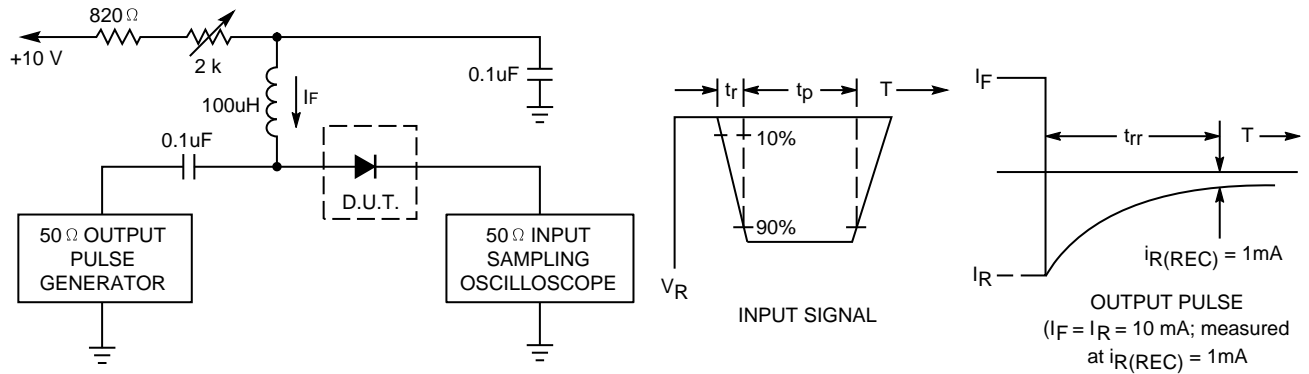 820 Ω
+10 V
2 k
100uH
IF
0.1uF
0.1uF
D.U.T.
50 Ω OUTPUT
PULSE
GENERATOR
50 Ω INPUT
SAMPLING
OSCILLOSCOPE
tr
tp
T
10%
90%
VR
INPUT SIGNAL
IF
trr
T
iR(REC) = 1mA
IR
OUTPUT PULSE
(IF = IR = 10 mA; measured
at iR(REC) = 1mA